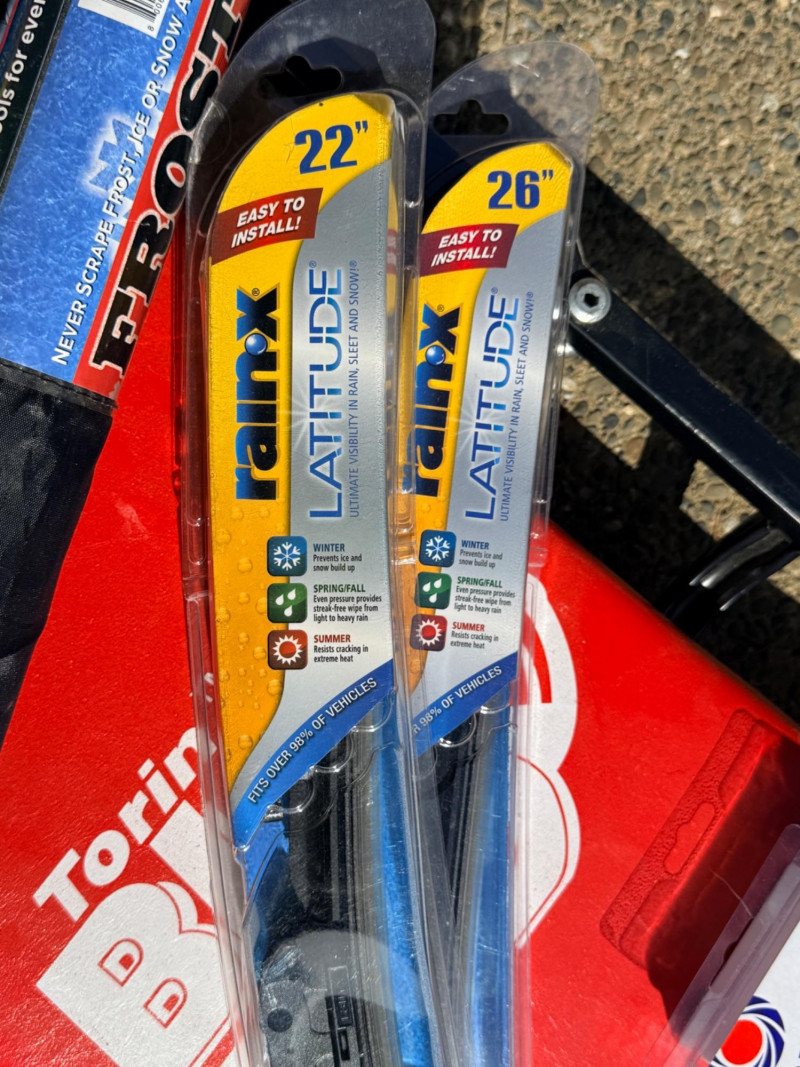 ols for ever
NEVER SCRAPE FROST, ICE OR SNOW A
FROST
22”
EASY TO
INSTALL!
rain-x®
LATITUDE®
ULTIMATE VISIBILITY IN RAIN, SLEET AND SNOW!®
WINTER
Prevents ice and
snow build up
SPRING/FALL
Even pressure provides
streak-free wipe from
light to heavy rain
SUMMER
Resists cracking in
extreme heat
FITS OVER 98% OF VEHICLES
26”
EASY TO
INSTALL!
rain-x®
LATITUDE®
ULTIMATE VISIBILITY IN RAIN, SLEET AND SNOW!®
WINTER
Prevents ice and
snow build up
SPRING/FALL
Even pressure provides
streak-free wipe from
light to heavy rain
SUMMER
Resists cracking in
extreme heat
R 98% OF VEHICLES
Torin